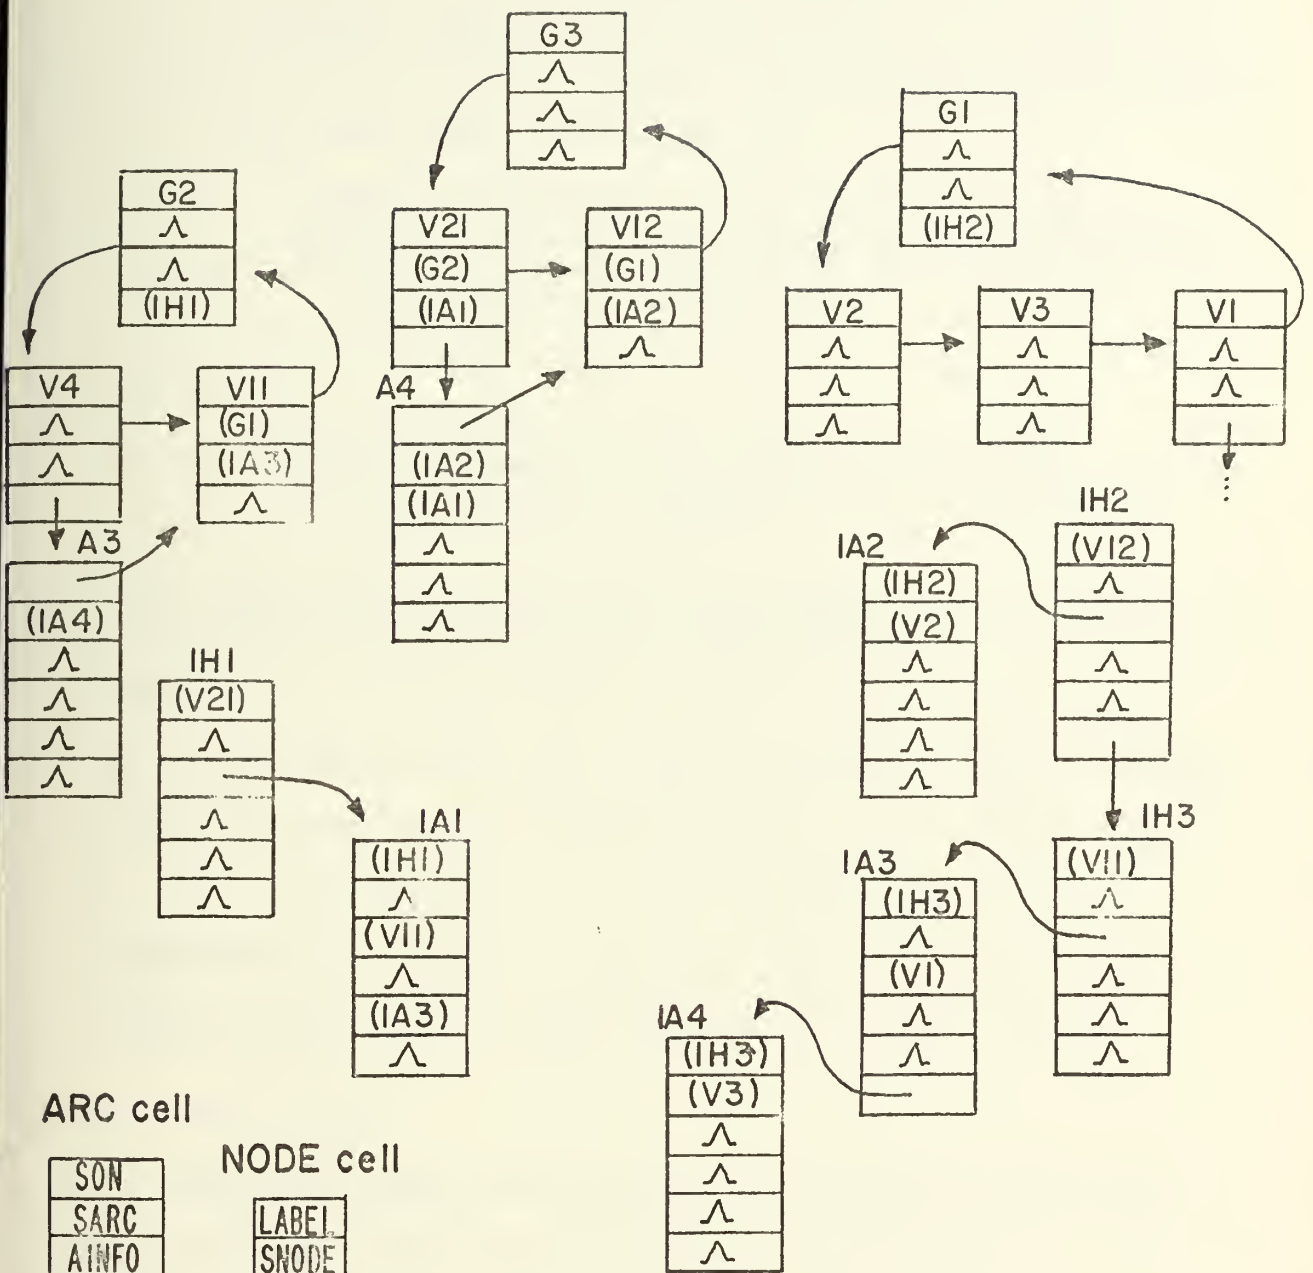 G3
Λ
Λ
Λ
G1
Λ
Λ
(IH2)
G2
Λ
Λ
(IH1)
V21
(G2)
(IA1)
V12
(G1)
(IA2)
Λ
V2
Λ
Λ
Λ
V3
Λ
Λ
Λ
V1
Λ
Λ
...
V4
Λ
Λ
V11
(G1)
(IA3)
Λ
A4
(IA2)
(IA1)
Λ
Λ
Λ
A3
(IA4)
Λ
Λ
Λ
Λ
IH2
(V12)
Λ
Λ
Λ
IA2
(IH2)
(V2)
Λ
Λ
Λ
Λ
IH1
(V21)
Λ
Λ
Λ
Λ
IA1
(IH1)
Λ
(V11)
Λ
(IA3)
Λ
IH3
(V11)
Λ
Λ
Λ
Λ
IA3
(IH3)
Λ
(V1)
Λ
Λ
IA4
(IH3)
(V3)
Λ
Λ
Λ
Λ
ARC cell
SON
SARC
AINFO
NODE cell
LABEL
SNODE